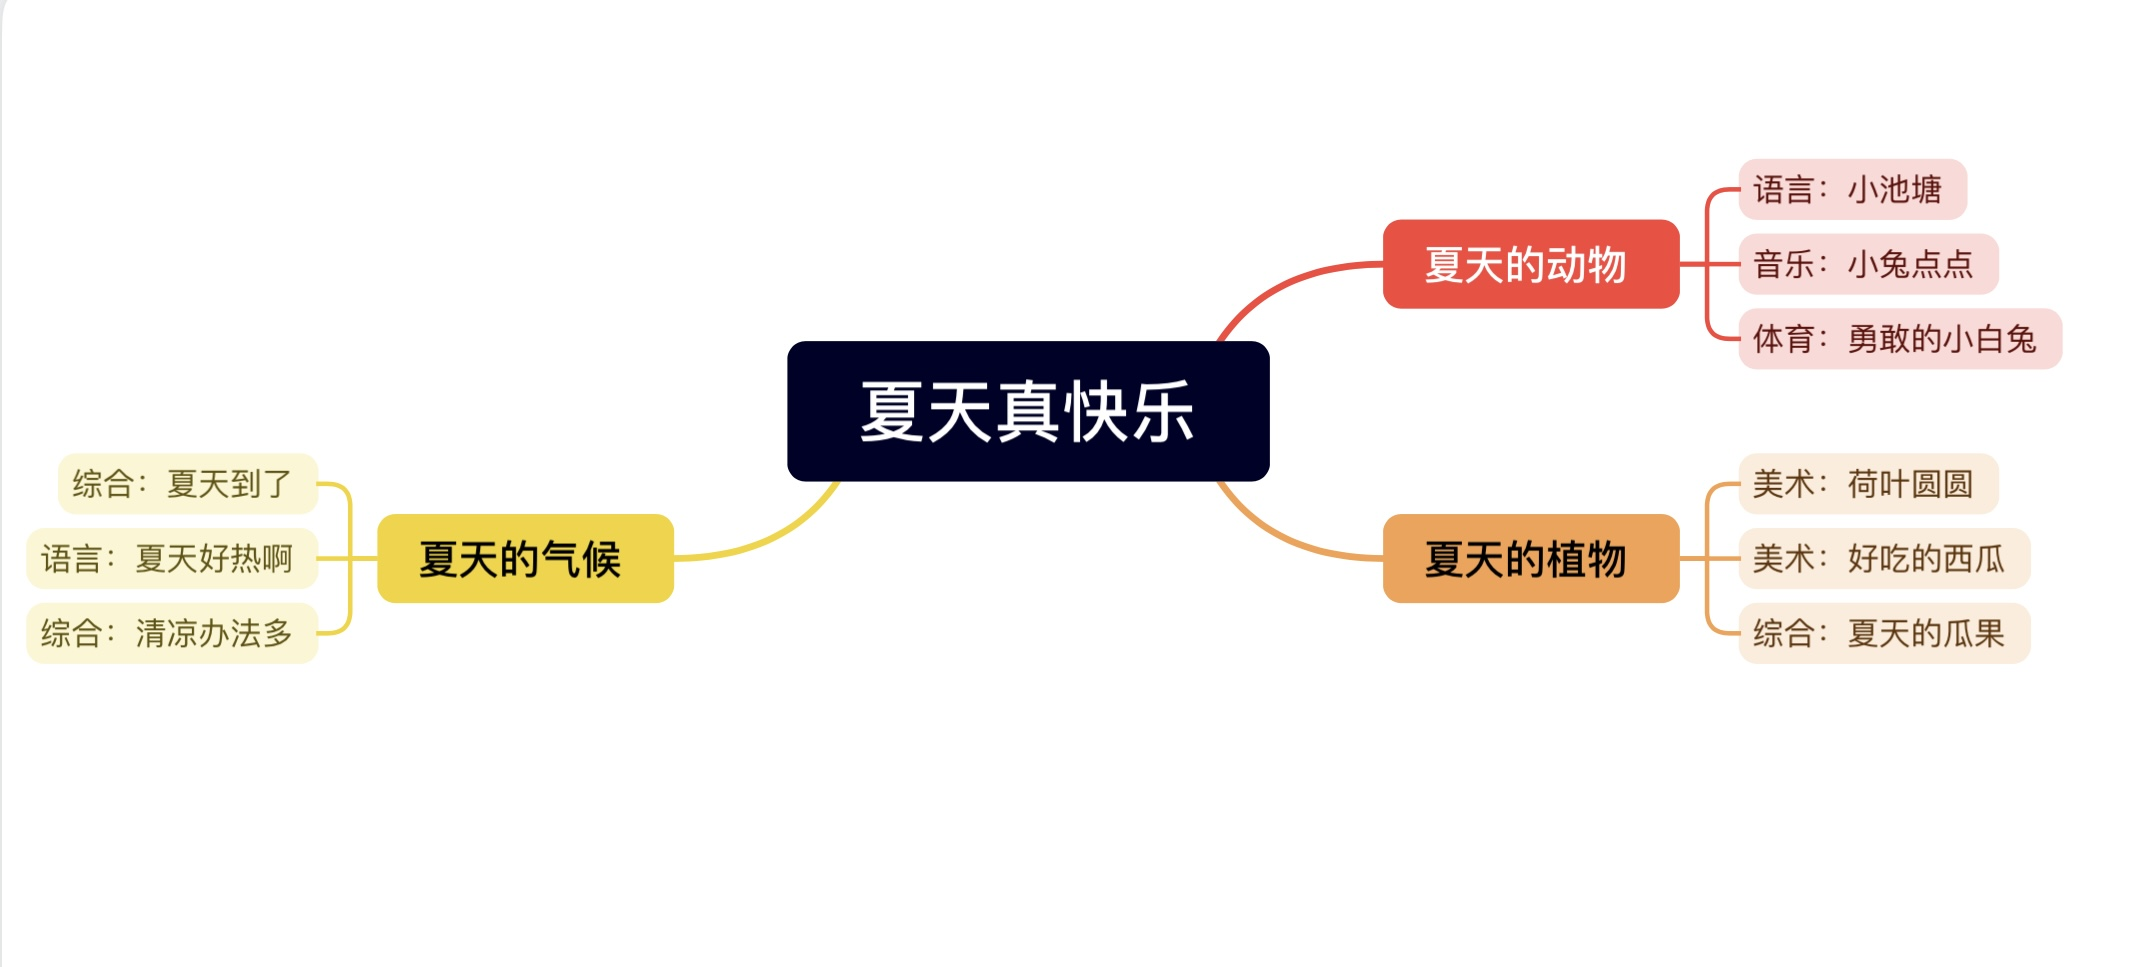 夏天真快乐
夏天的动物
语言：小池塘
音乐：小兔点点
体育：勇敢的小白兔
夏天的植物
美术：荷叶圆圆
美术：好吃的西瓜
综合：夏天的瓜果
夏天的气候
综合：夏天到了
语言：夏天好热啊
综合：清凉办法多